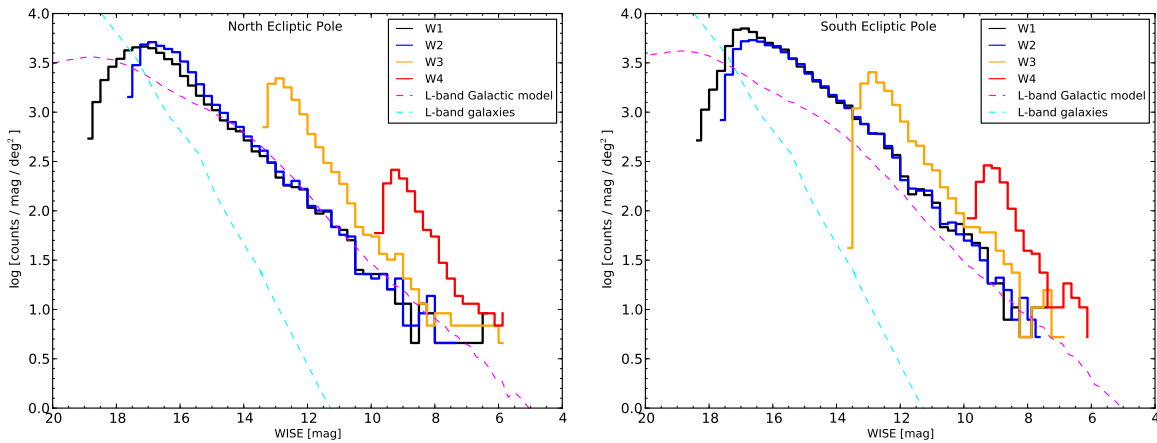 North Ecliptic Pole
W1
W2
W3
W4
L-band Galactic model
L-band galaxies
log [counts / mag / deg²]
4.0
3.5
3.0
2.5
2.0
1.5
1.0
0.5
0.0
20 18 16 14 12 10 8 6 4
WISE [mag]
South Ecliptic Pole
W1
W2
W3
W4
L-band Galactic model
L-band galaxies
log [counts / mag / deg²]
4.0
3.5
3.0
2.5
2.0
1.5
1.0
0.5
0.0
20 18 16 14 12 10 8 6 4
WISE [mag]